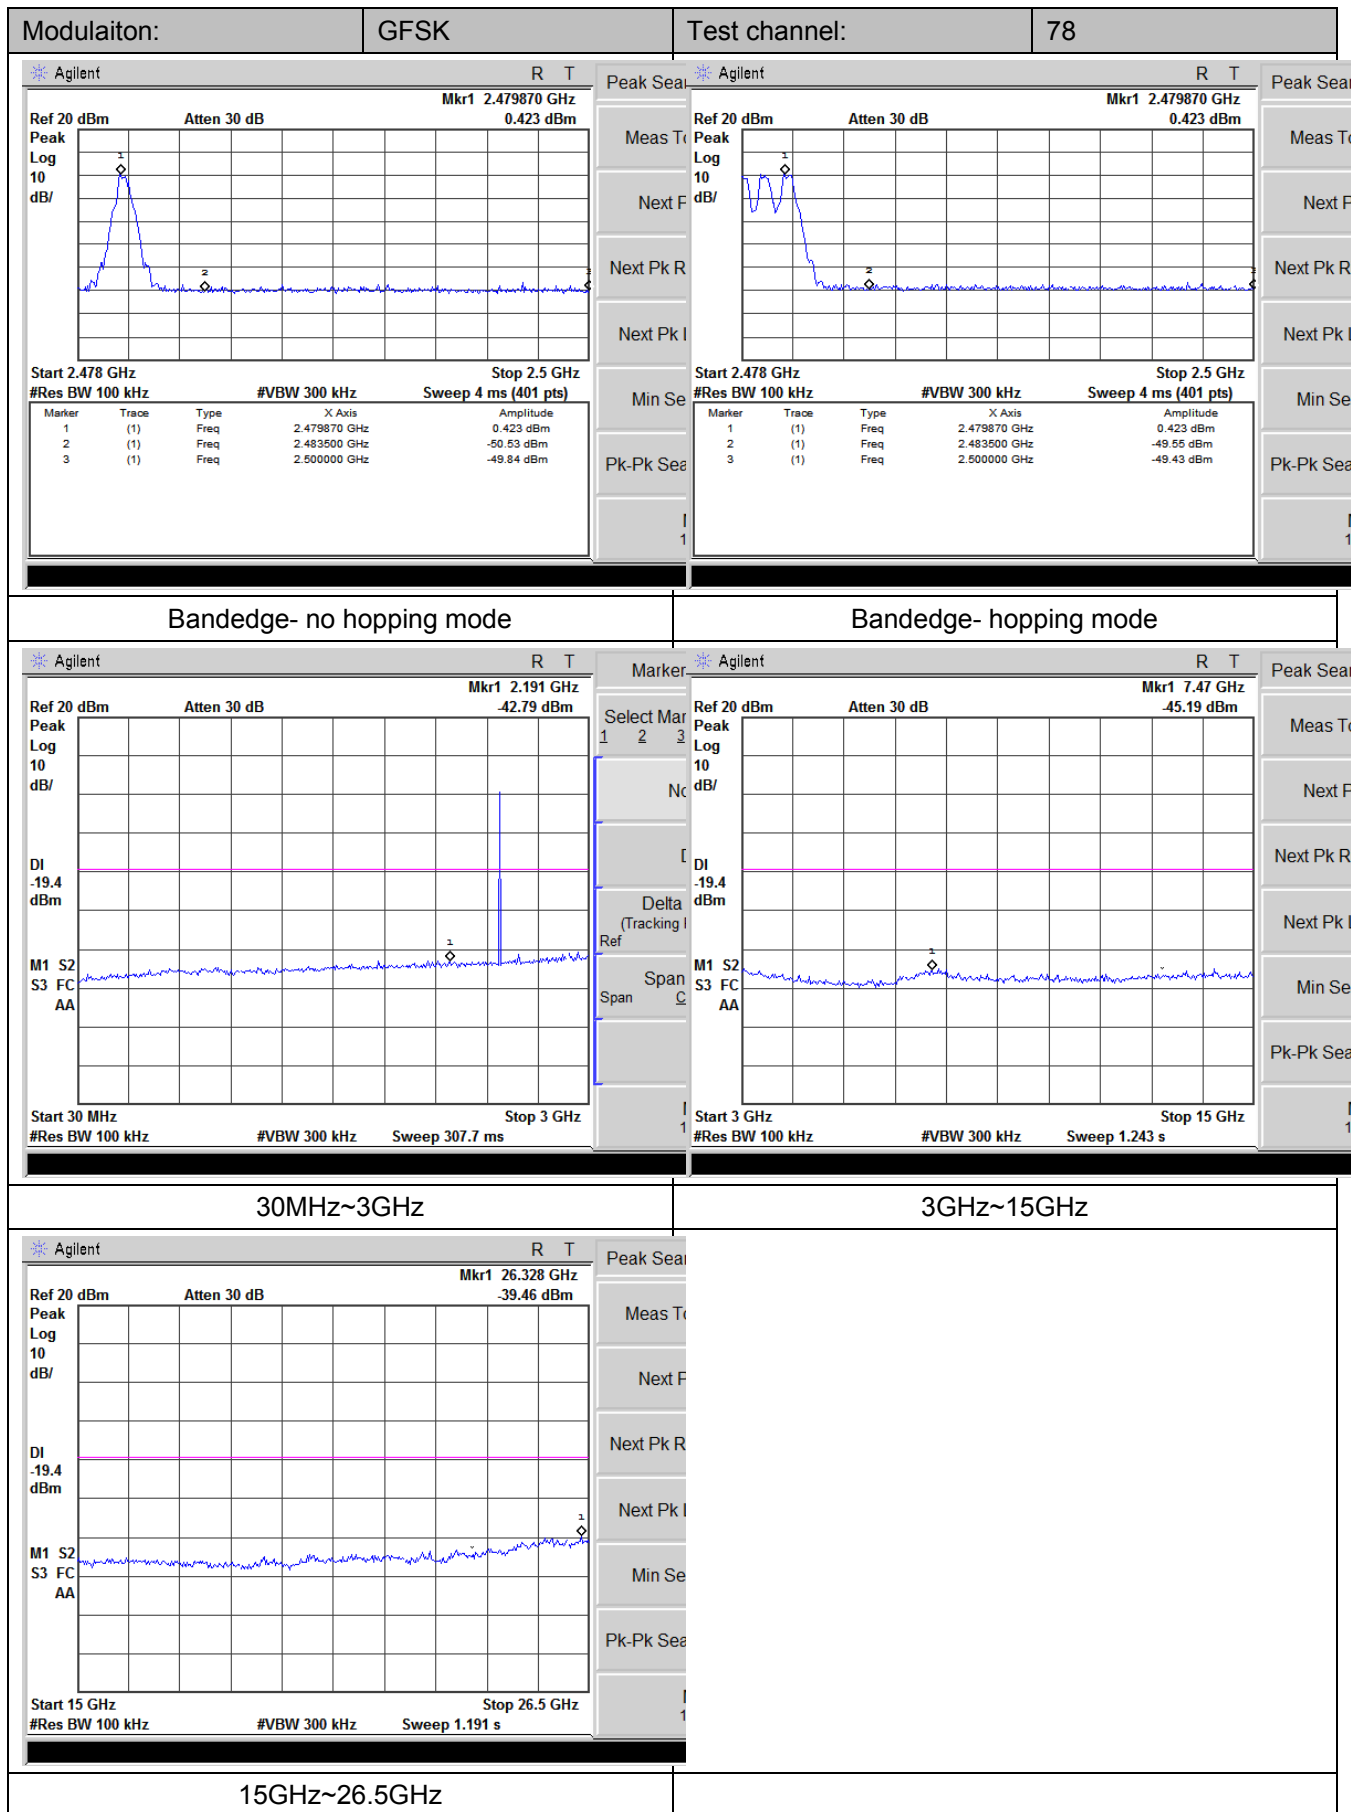 Modulaiton: GFSK Test channel: 78
Agilent R T
Peak Sear
Mkr1 2.479870 GHz
Ref 20 dBm Atten 30 dB 0.423 dBm
Peak
Log
10
dB/
1
2
Start 2.478 GHz Stop 2.5 GHz
#Res BW 100 kHz #VBW 300 kHz Sweep 4 ms (401 pts)
Marker Trace Type X Axis Amplitude
1 (1) Freq 2.479870 GHz 0.423 dBm
2 (1) Freq 2.483500 GHz -50.53 dBm
3 (1) Freq 2.500000 GHz -49.84 dBm
Meas To
Next P
Next Pk R
Next Pk L
Min Se
Pk-Pk Sea
1
Agilent R T
Peak Sear
Mkr1 2.479870 GHz
Ref 20 dBm Atten 30 dB 0.423 dBm
Peak
Log
10
dB/
1
2
Start 2.478 GHz Stop 2.5 GHz
#Res BW 100 kHz #VBW 300 kHz Sweep 4 ms (401 pts)
Marker Trace Type X Axis Amplitude
1 (1) Freq 2.479870 GHz 0.423 dBm
2 (1) Freq 2.483500 GHz -49.55 dBm
3 (1) Freq 2.500000 GHz -49.43 dBm
Meas To
Next P
Next Pk R
Next Pk L
Min Se
Pk-Pk Sea
1
Bandedge- no hopping mode
Bandedge- hopping mode
Agilent R T
Marker
Mkr1 2.191 GHz
Ref 20 dBm Atten 30 dB -42.79 dBm
Peak
Log
10
dB/
DI
-19.4
dBm
1
M1 S2
S3 FC
AA
Start 30 MHz Stop 3 GHz
#Res BW 100 kHz #VBW 300 kHz Sweep 307.7 ms
Select Mar
1 2 3
No
Delta
(Tracking
Ref
Span
Span C
1
Agilent R T
Peak Sear
Mkr1 7.47 GHz
Ref 20 dBm Atten 30 dB -45.19 dBm
Peak
Log
10
dB/
DI
-19.4
dBm
1
M1 S2
S3 FC
AA
Start 3 GHz Stop 15 GHz
#Res BW 100 kHz #VBW 300 kHz Sweep 1.243 s
Meas To
Next P
Next Pk R
Next Pk L
Min Se
Pk-Pk Sea
1
30MHz~3GHz
3GHz~15GHz
Agilent R T
Peak Sear
Mkr1 26.328 GHz
Ref 20 dBm Atten 30 dB -39.46 dBm
Peak
Log
10
dB/
DI
-19.4
dBm
1
M1 S2
S3 FC
AA
Start 15 GHz Stop 26.5 GHz
#Res BW 100 kHz #VBW 300 kHz Sweep 1.191 s
Meas To
Next P
Next Pk R
Next Pk L
Min Se
Pk-Pk Sea
1
15GHz~26.5GHz